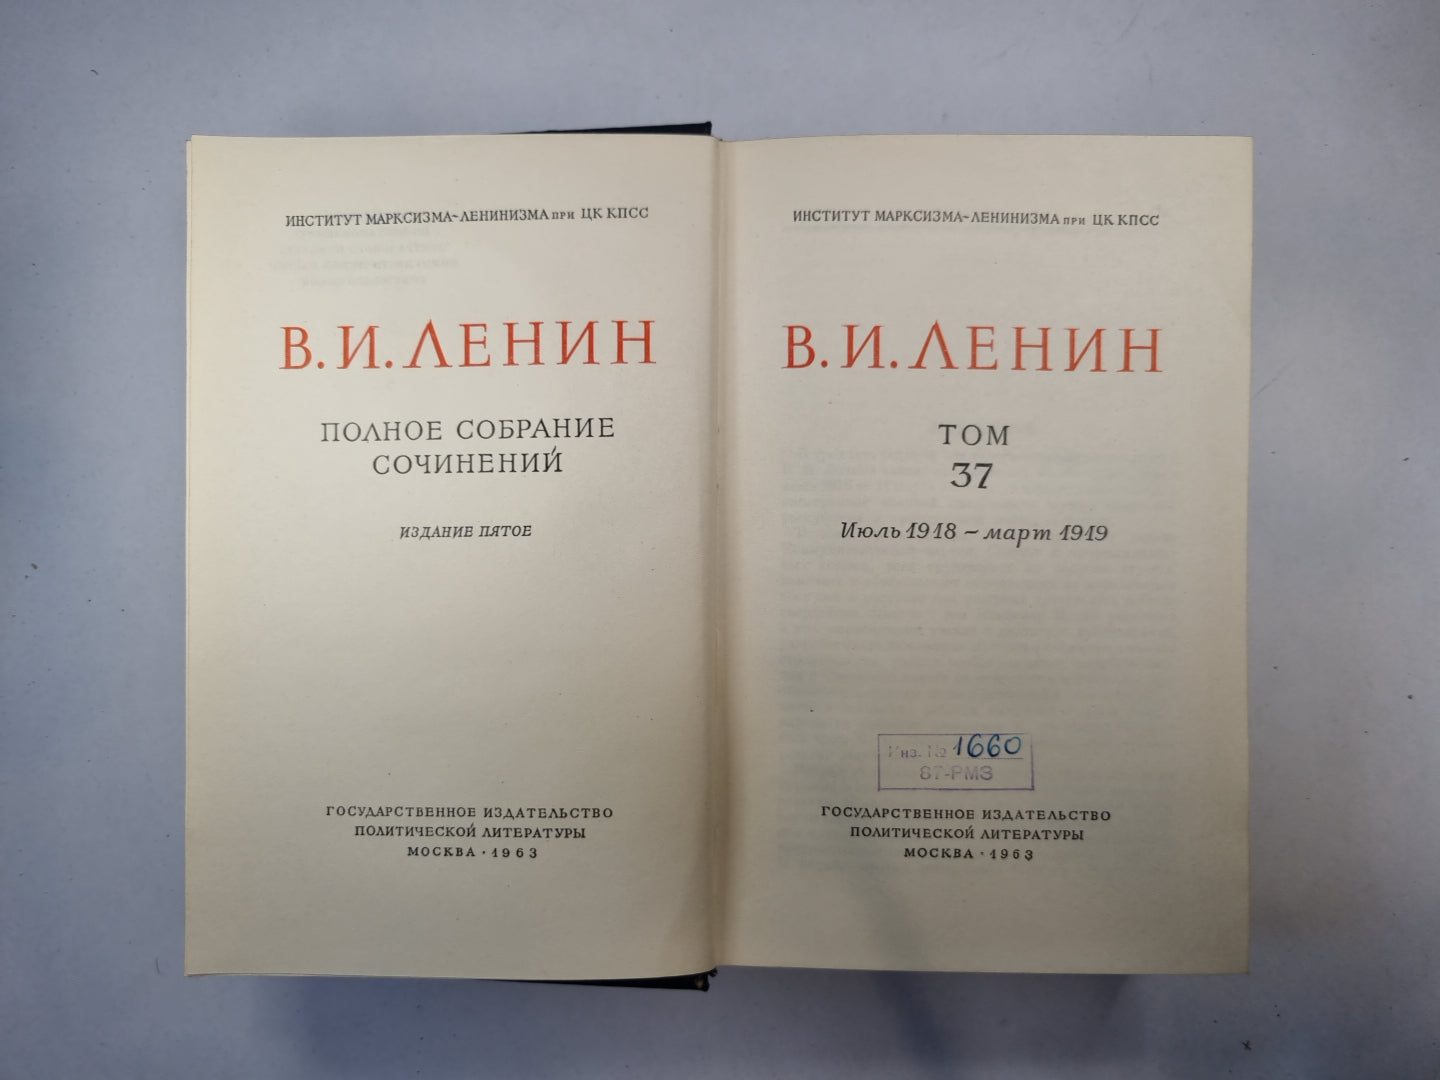 ИНСТИТУТ МАРКСИЗМА-ЛЕНИНИЗМА при ЦК КПСС
В. И. ЛЕНИН
ПОЛНОЕ СОБРАНИЕ
СОЧИНЕНИЙ
ИЗДАНИЕ ПЯТОЕ
ГОСУДАРСТВЕННОЕ ИЗДАТЕЛЬСТВО
ПОЛИТИЧЕСКОЙ ЛИТЕРАТУРЫ
МОСКВА · 1963
ИНСТИТУТ МАРКСИЗМА-ЛЕНИНИЗМА при ЦК КПСС
В. И. ЛЕНИН
ТОМ
37
Июль 1918 – март 1919
Инв. № 1660
87-РМЗ
ГОСУДАРСТВЕННОЕ ИЗДАТЕЛЬСТВО
ПОЛИТИЧЕСКОЙ ЛИТЕРАТУРЫ
МОСКВА · 1963